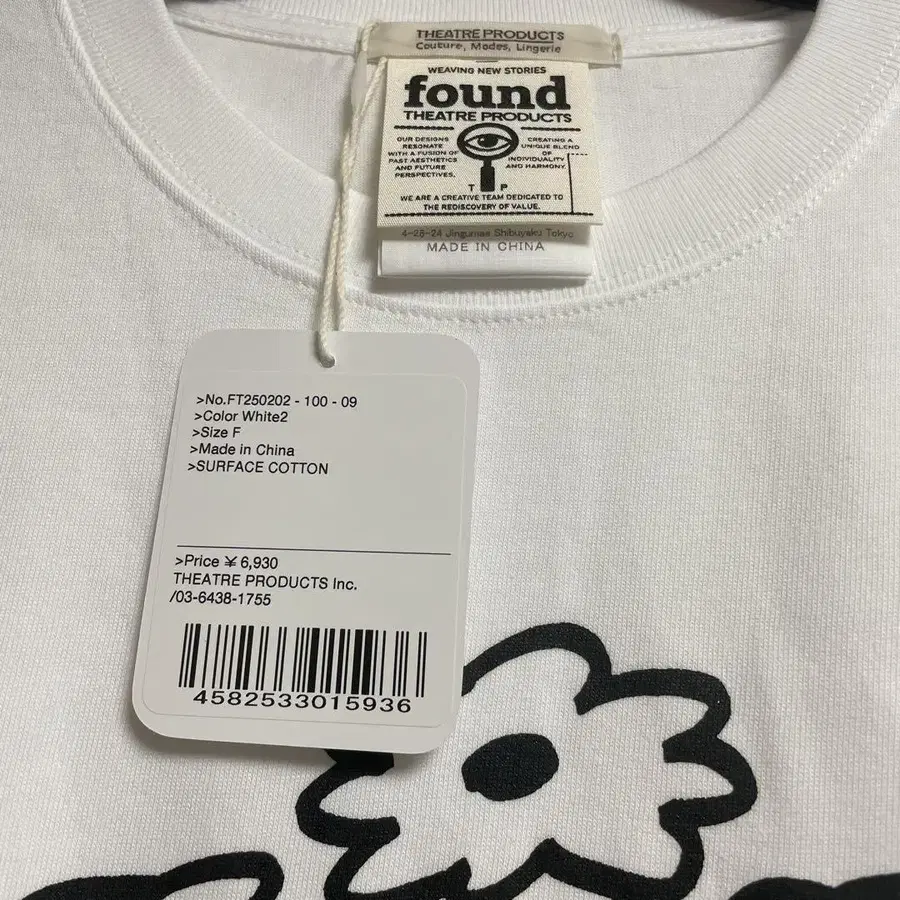 THEATRE PRODUCTS
Couture, Modes, Lingerie
WEAVING NEW STORIES
found
THEATRE PRODUCTS
OUR DESIGNS
RESONATE
WITH A FUSION OF
PAST AESTHETICS
AND FUTURE
PERSPECTIVES.
CREATING A
UNIQUE BLEND
OF
INDIVIDUALITY
AND HARMONY.
T P
WE ARE A CREATIVE TEAM DEDICATED TO
THE REDISCOVERY OF VALUE.
4-28-24 Jingumae Shibuyaku Tokyo
MADE IN CHINA
>No.FT250202 - 100 - 09
>Color White2
>Size F
>Made in China
>SURFACE COTTON
>Price ¥ 6,930
THEATRE PRODUCTS Inc.
/03-6438-1755
4582533015936